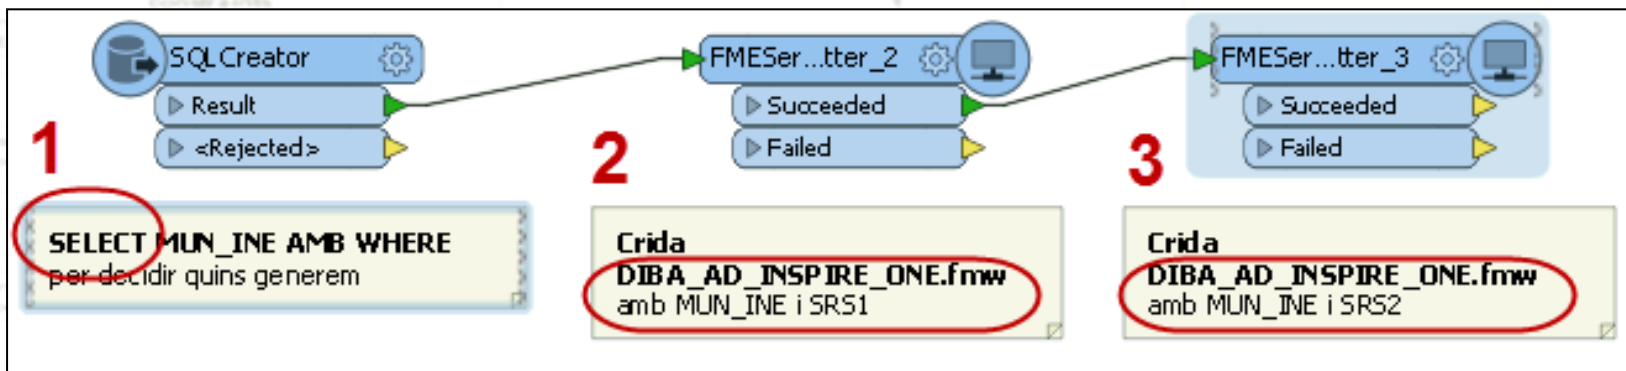 SQLCreator
Result
<Rejected>
FMESer...tter_2
Succeeded
Failed
FMESer...tter_3
Succeeded
Failed
1
2
3
SELECT MUN_INE AMB WHERE
per decidir quins generem
Crida
DIBA_AD_INSPIRE_ONE.fmw
amb MUN_INE i SRS1
Crida
DIBA_AD_INSPIRE_ONE.fmw
amb MUN_INE i SRS2